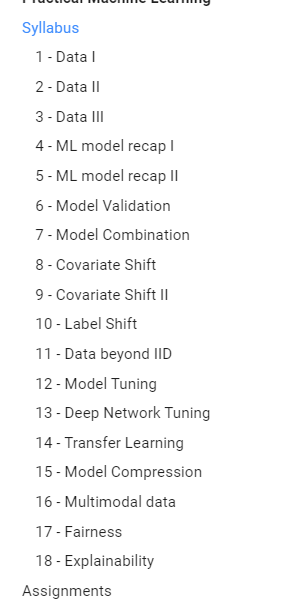 Practical Machine Learning
Syllabus
1 - Data I
2 - Data II
3 - Data III
4 - ML model recap I
5 - ML model recap II
6 - Model Validation
7 - Model Combination
8 - Covariate Shift
9 - Covariate Shift II
10 - Label Shift
11 - Data beyond IID
12 - Model Tuning
13 - Deep Network Tuning
14 - Transfer Learning
15 - Model Compression
16 - Multimodal data
17 - Fairness
18 - Explainability
Assignments